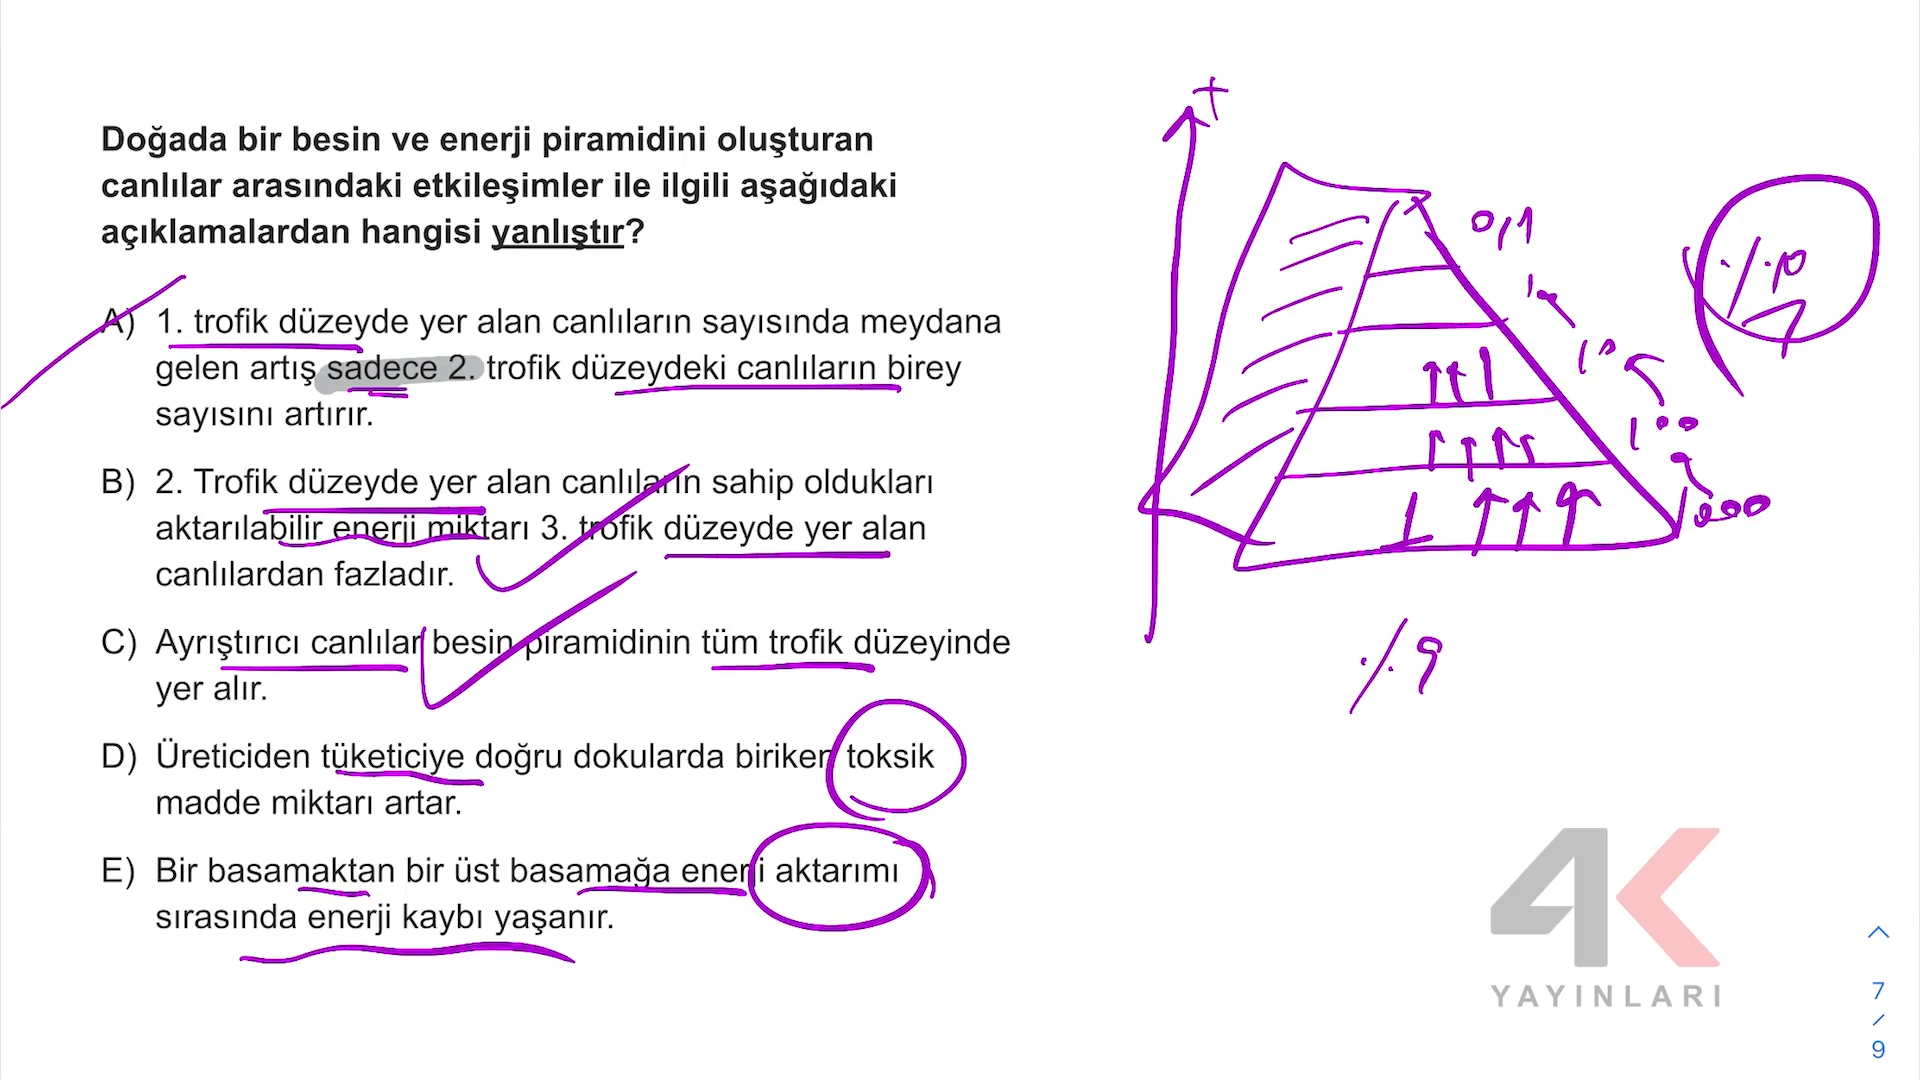 Doğada bir besin ve enerji piramidini oluşturan
canlılar arasındaki etkileşimler ile ilgili aşağıdaki
açıklamalardan hangisi yanlıştır?
A) 1. trofik düzeyde yer alan canlıların sayısında meydana
gelen artış sadece 2. trofik düzeydeki canlıların birey
sayısını artırır.
B) 2. Trofik düzeyde yer alan canlıların sahip oldukları
aktarılabilir enerji miktarı 3. trofik düzeyde yer alan
canlılardan fazladır.
C) Ayrıştırıcı canlılar besin piramidinin tüm trofik düzeyinde
yer alır.
D) Üreticiden tüketiciye doğru dokularda biriken toksik
madde miktarı artar.
E) Bir basamaktan bir üst basamağa enerji aktarımı
sırasında enerji kaybı yaşanır.
+
0,1
10
100
1000
%10
%9
4K
YAYINLARI
7
/
9